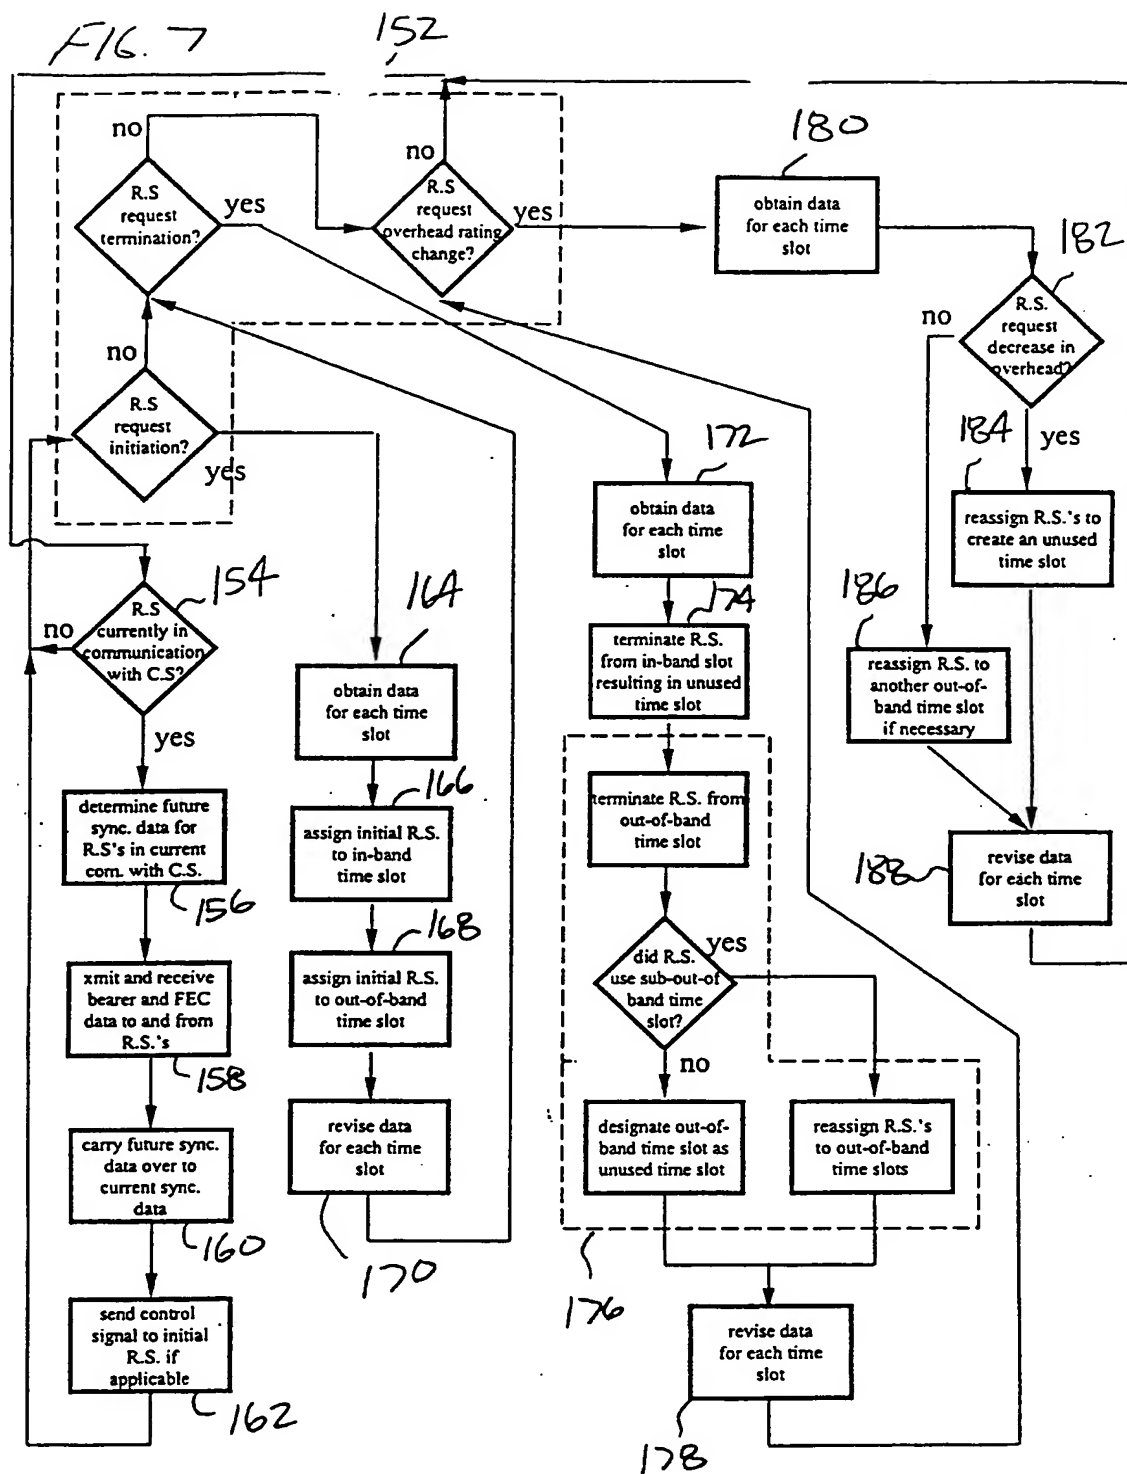 FIG. 7
152
no
R.S
request
termination?
yes
no
R.S
request
overhead rating
change?
yes
180
obtain data
for each time
slot
182
R.S.
request
decrease in
overhead?
no
yes
no
R.S
request
initiation?
yes
154
R.S
currently in
communication
with C.S?
no
yes
determine future
sync. data for
R.S's in current
com. with C.S.
156
xmit and receive
bearer and FEC
data to and from
R.S.'s
158
carry future sync.
data over to
current sync.
data
160
send control
signal to initial
R.S. if
applicable
162
164
obtain data
for each time
slot
166
assign initial R.S.
to in-band
time slot
168
assign initial R.S.
to out-of-band
time slot
revise data
for each time
slot
170
172
obtain data
for each time
slot
174
terminate R.S.
from in-band slot
resulting in unused
time slot
terminate R.S. from
out-of-band
time slot
did R.S.
use sub-out-of
band time
slot?
yes
no
designate out-of-
band time slot as
unused time slot
reassign R.S.'s
to out-of-band
time slots
176
revise data
for each time
slot
178
184
reassign R.S.'s to
create an unused
time slot
186
reassign R.S. to
another out-of-
band time slot
if necessary
188
revise data
for each time
slot